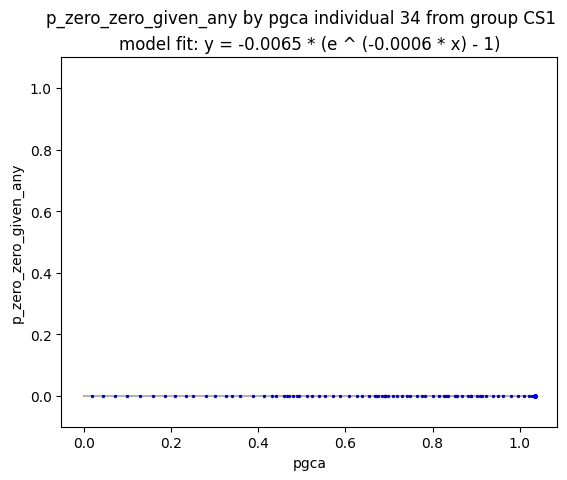 p_zero_zero_given_any by pgca individual 34 from group CS1
model fit: y = -0.0065 * (e ^ (-0.0006 * x) - 1)
1.0
0.8
0.6
0.4
0.2
0.0
p_zero_zero_given_any
0.0 0.2 0.4 0.6 0.8 1.0
pgca